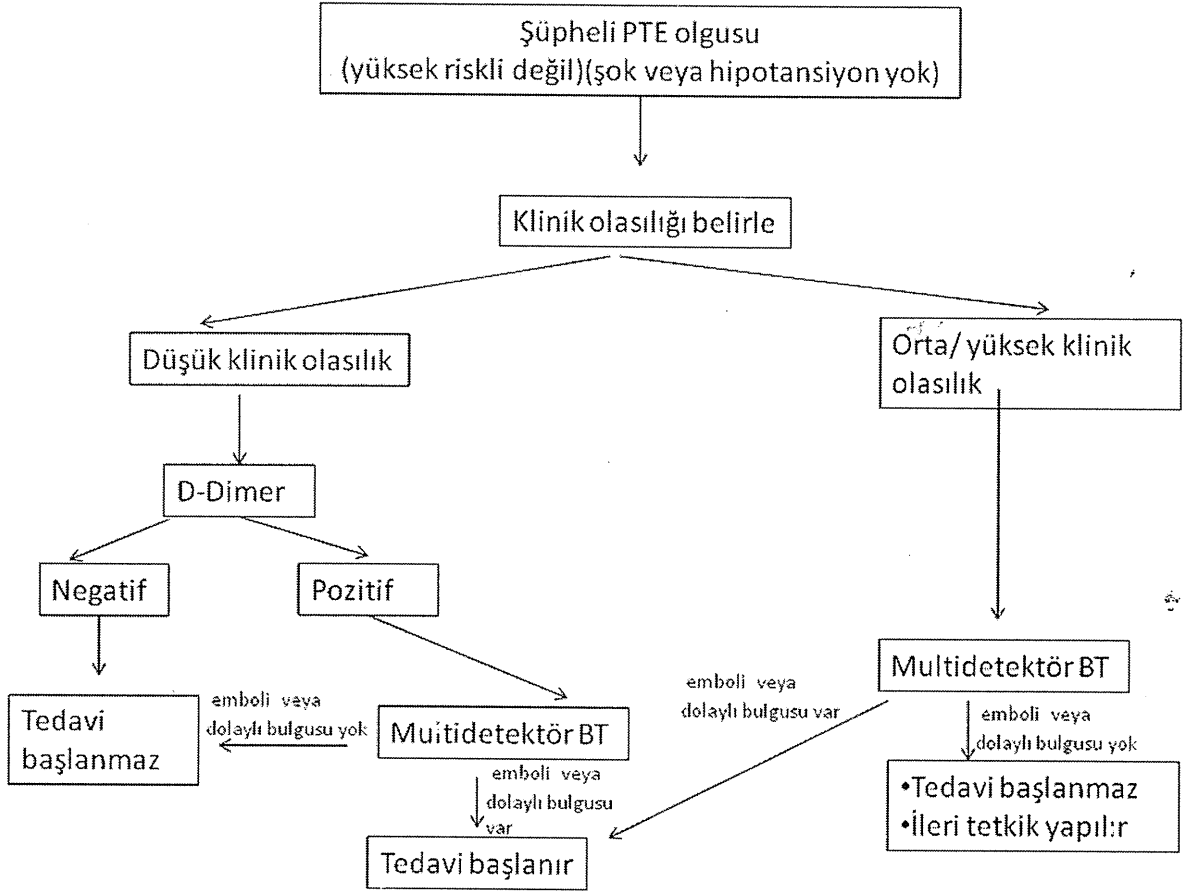 Şüpheli PTE olgusu
(yüksek riskli değil)(şok veya hipotansiyon yok)
Klinik olasılığı belirle
Düşük klinik olasılık
Orta/ yüksek klinik
olasılık
D-Dimer
Negatif
Pozitif
Multidetektör BT
emboli veya
dolaylı bulgusu var
emboli veya
dolaylı bulgusu yok
Tedavi
başlanmaz
emboli veya
dolaylı bulgusu yok
Multidetektör BT
emboli veya
dolaylı bulgusu
var
•Tedavi başlanmaz
•İleri tetkik yapılır
Tedavi başlanır